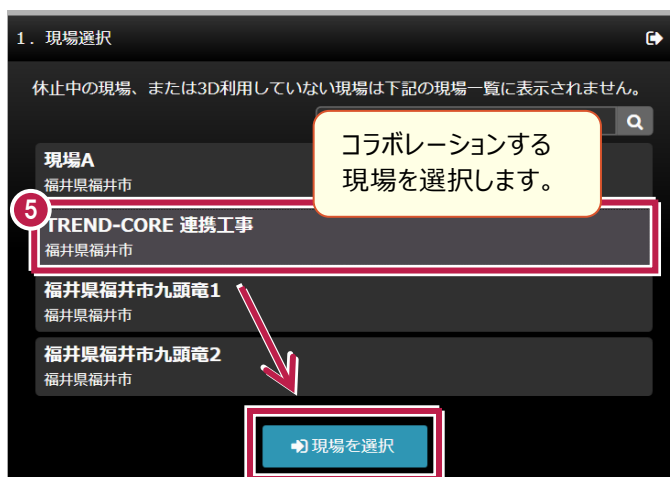 1．現場選択
休止中の現場、または3D利用していない現場は下記の現場一覧に表示されません。
コラボレーションする
現場を選択します。
現場A
福井県福井市
5
TREND-CORE 連携工事
福井県福井市
福井県福井市九頭竜1
福井県福井市
福井県福井市九頭竜2
福井県福井市
現場を選択